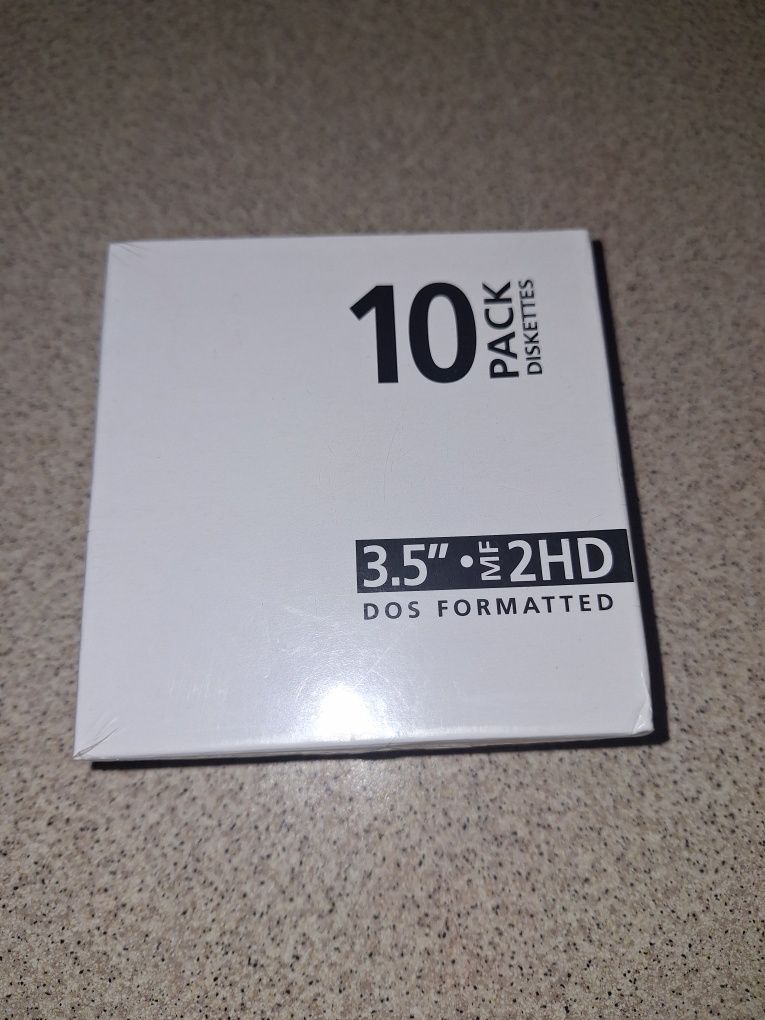 10 PACK
DISKETTES
3.5” • MF 2HD
DOS FORMATTED